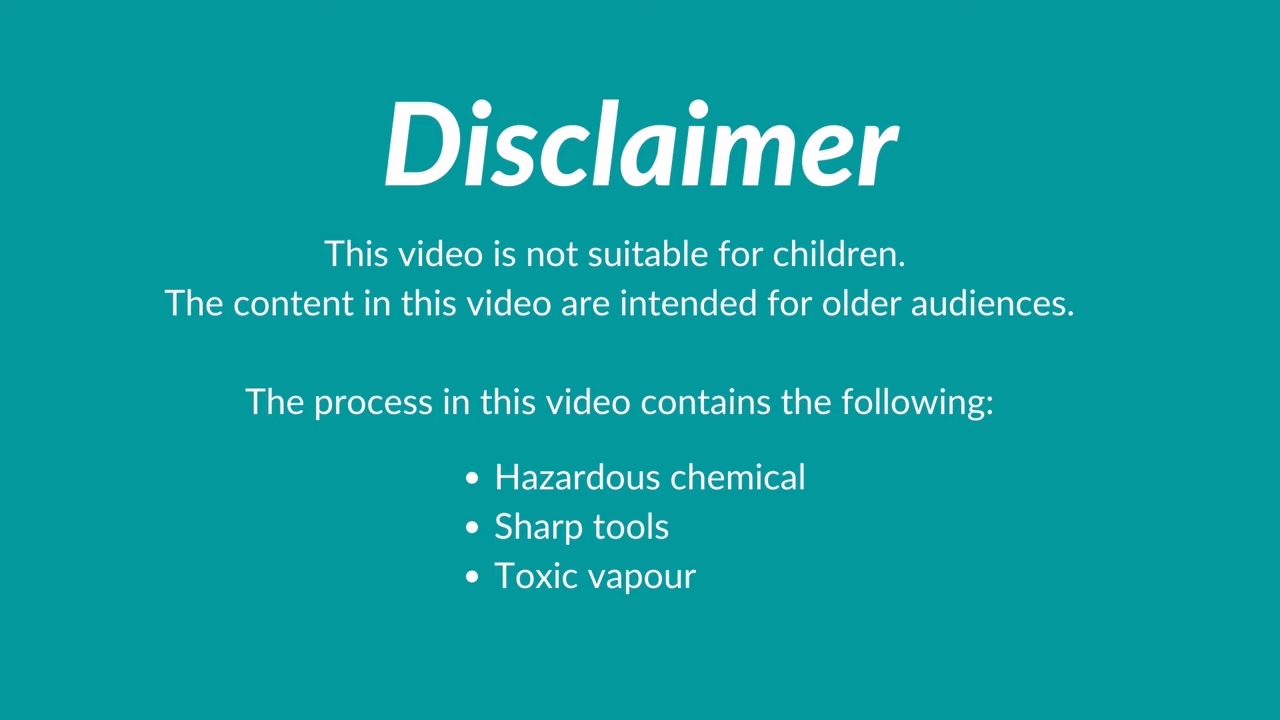 Disclaimer
This video is not suitable for children.
The content in this video are intended for older audiences.
The process in this video contains the following:
• Hazardous chemical
• Sharp tools
• Toxic vapour